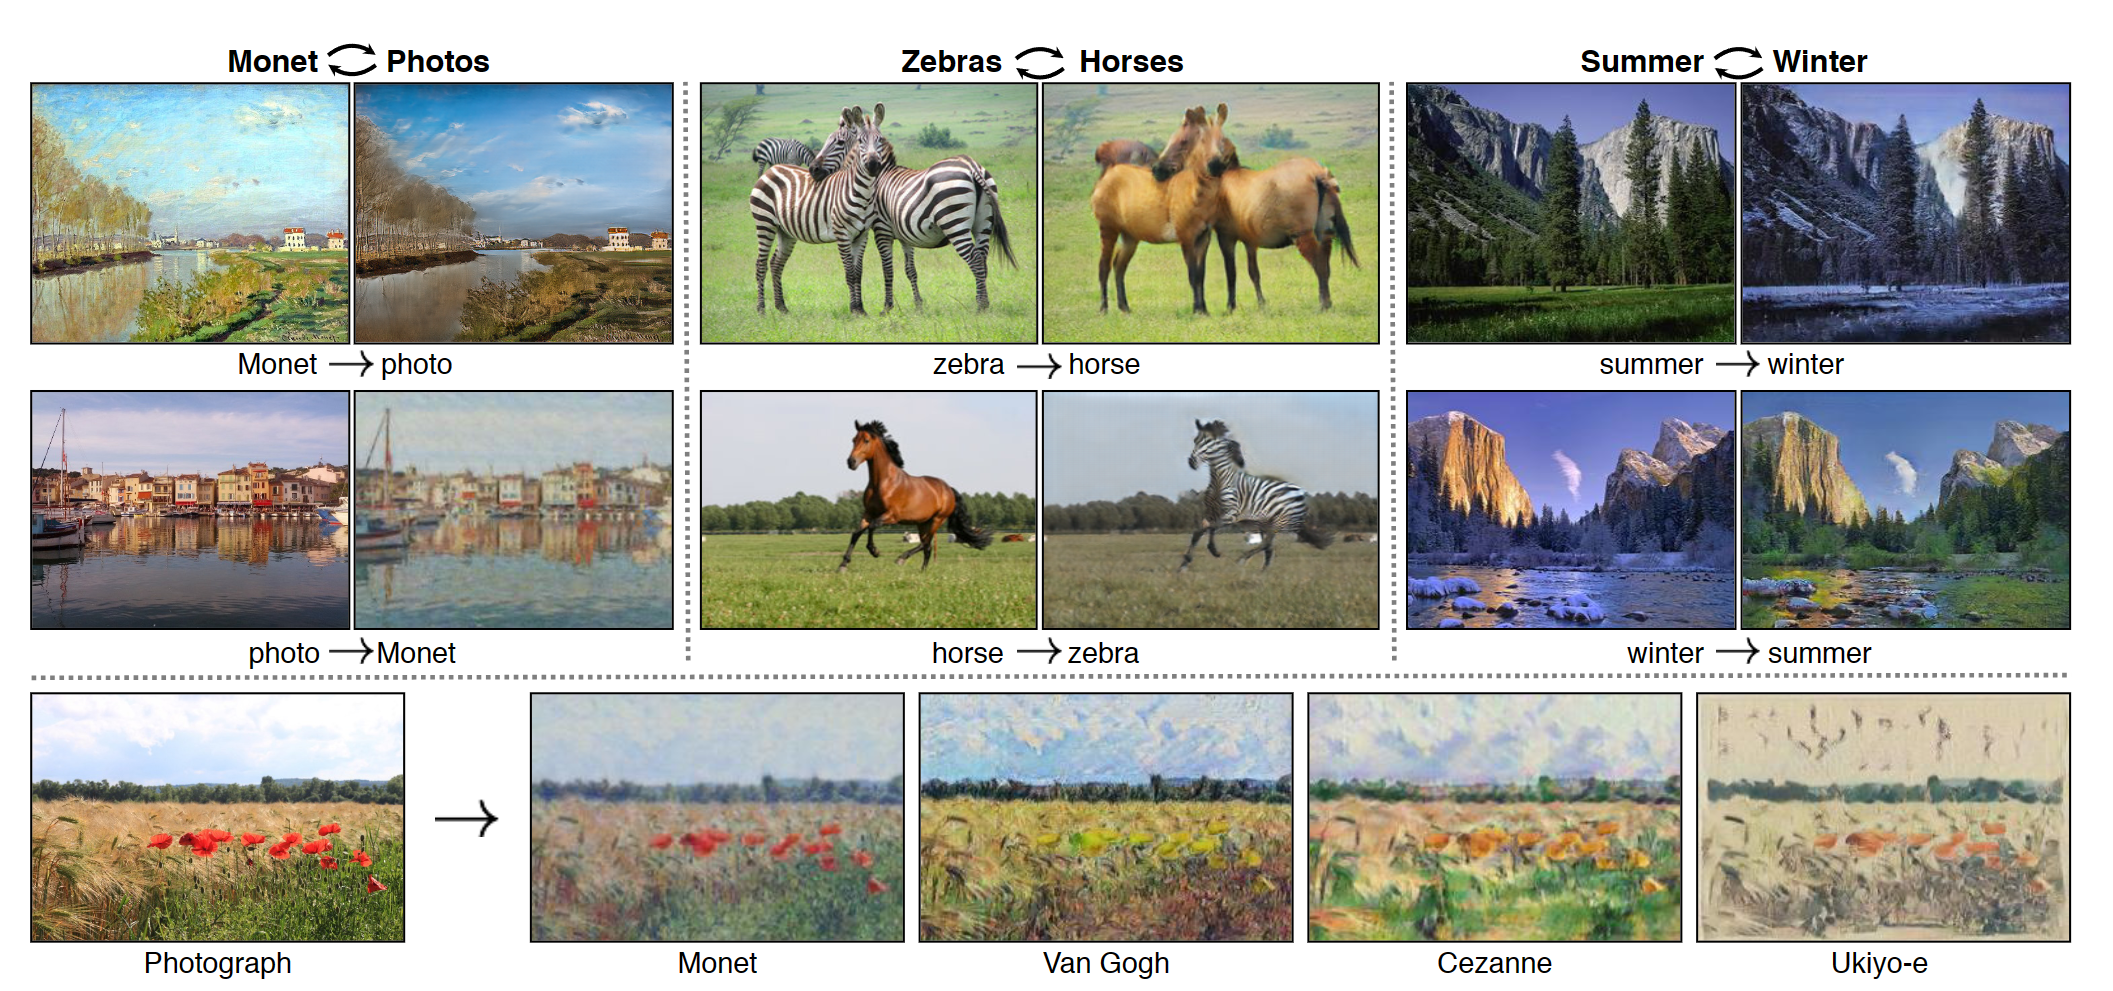 Monet Photos
Zebras Horses
Summer Winter
Monet → photo
zebra → horse
summer → winter
photo → Monet
horse → zebra
winter → summer
Photograph
Monet
Van Gogh
Cezanne
Ukiyo-e